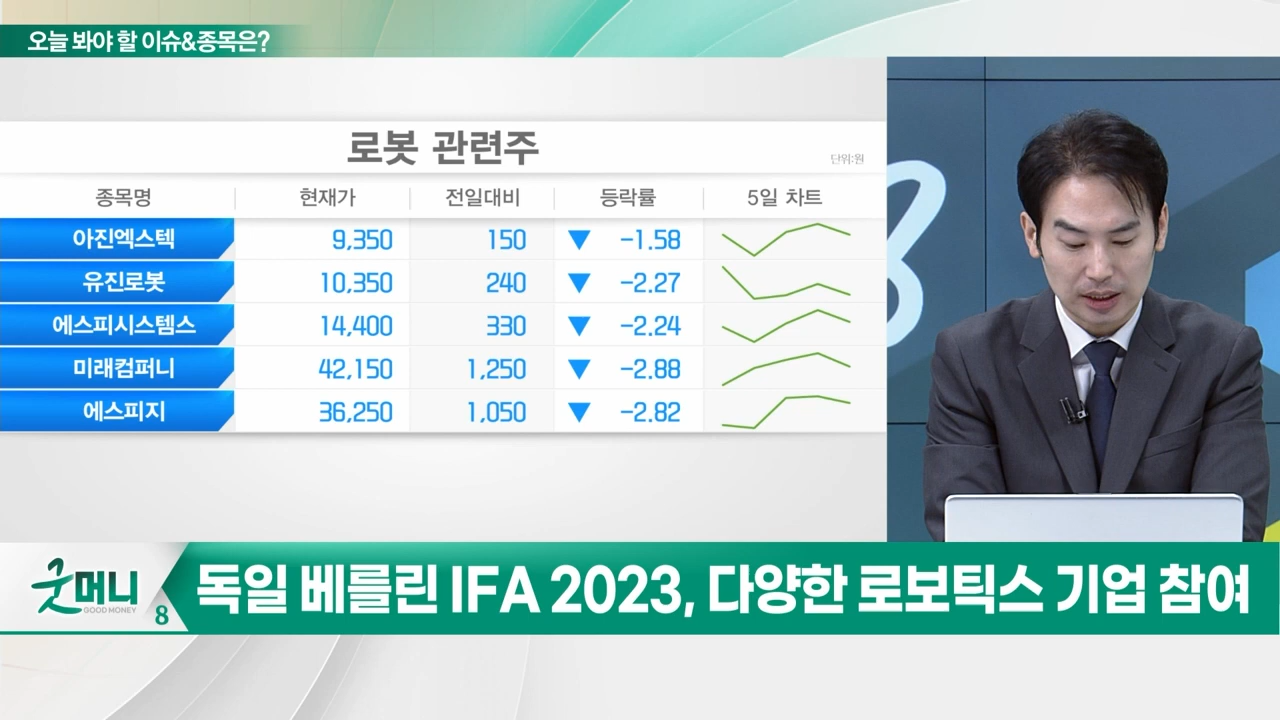 오늘 봐야 할 이슈&종목은?
로봇 관련주
단위:원
종목명 현재가 전일대비 등락률 5일 차트
아진엑스텍 9,350 150 ▼ -1.58
유진로봇 10,350 240 ▼ -2.27
에스피시스템스 14,400 330 ▼ -2.24
미래컴퍼니 42,150 1,250 ▼ -2.88
에스피지 36,250 1,050 ▼ -2.82
굿머니
GOOD MONEY
8
독일 베를린 IFA 2023, 다양한 로보틱스 기업 참여